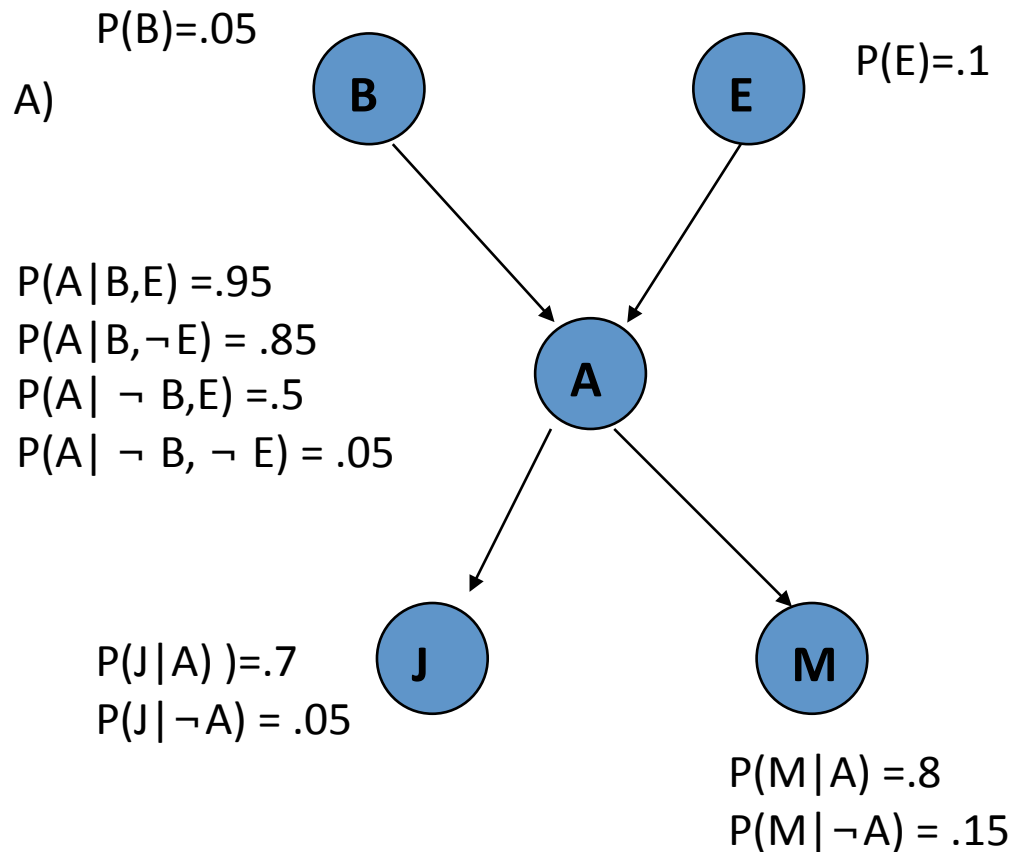 P(B)=.05
P(E)=.1
A)
B
E
P(A|B,E) =.95
P(A|B,¬E) = .85
P(A| ¬ B,E) =.5
P(A| ¬ B, ¬ E) = .05
A
P(J|A) )=.7
P(J|¬A) = .05
J
M
P(M|A) =.8
P(M|¬A) = .15